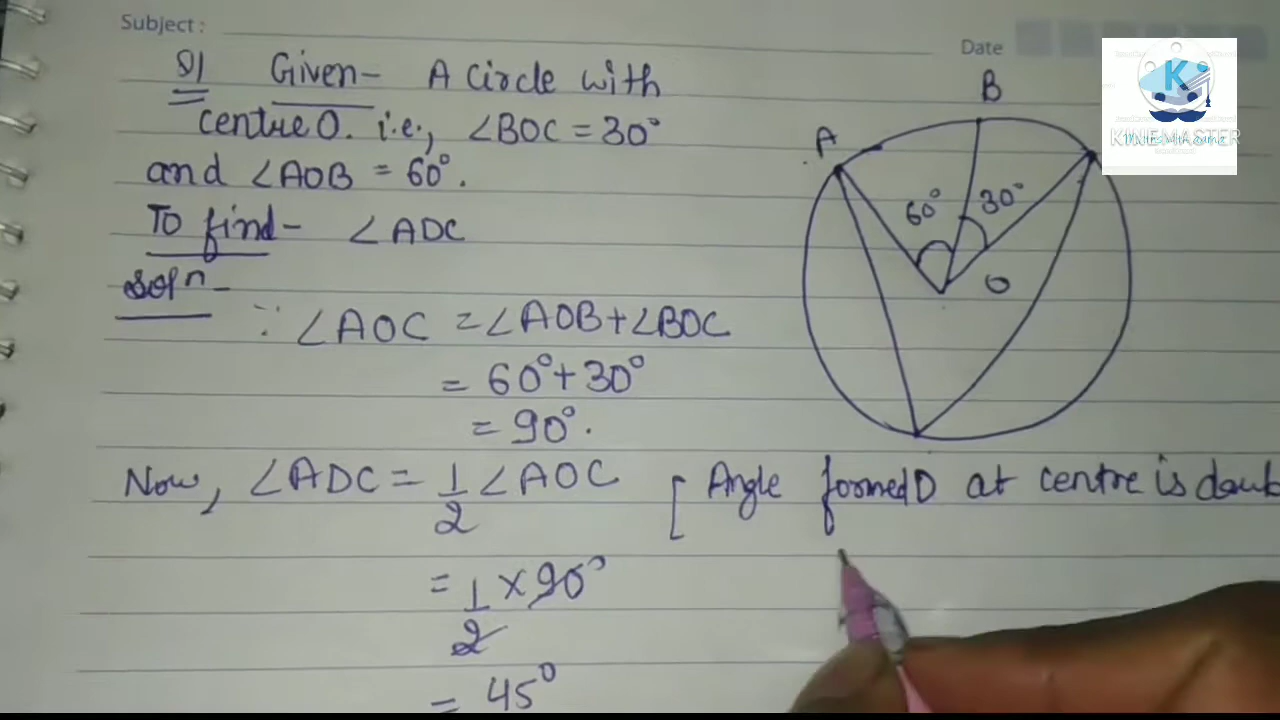 Subject :
Date
Q1 Given- A Circle with
centre O. i.e., ∠BOC = 30°
and ∠AOB = 60°.
To find- ∠ADC
Sol^n-
∵ ∠AOC = ∠AOB + ∠BOC
= 60° + 30°
= 90°.
Now, ∠ADC = 1/2 ∠AOC [Angle formed at centre is doub
= 1/2 × 90°
= 45°
A
B
60°
30°
O
K
KINEMASTER